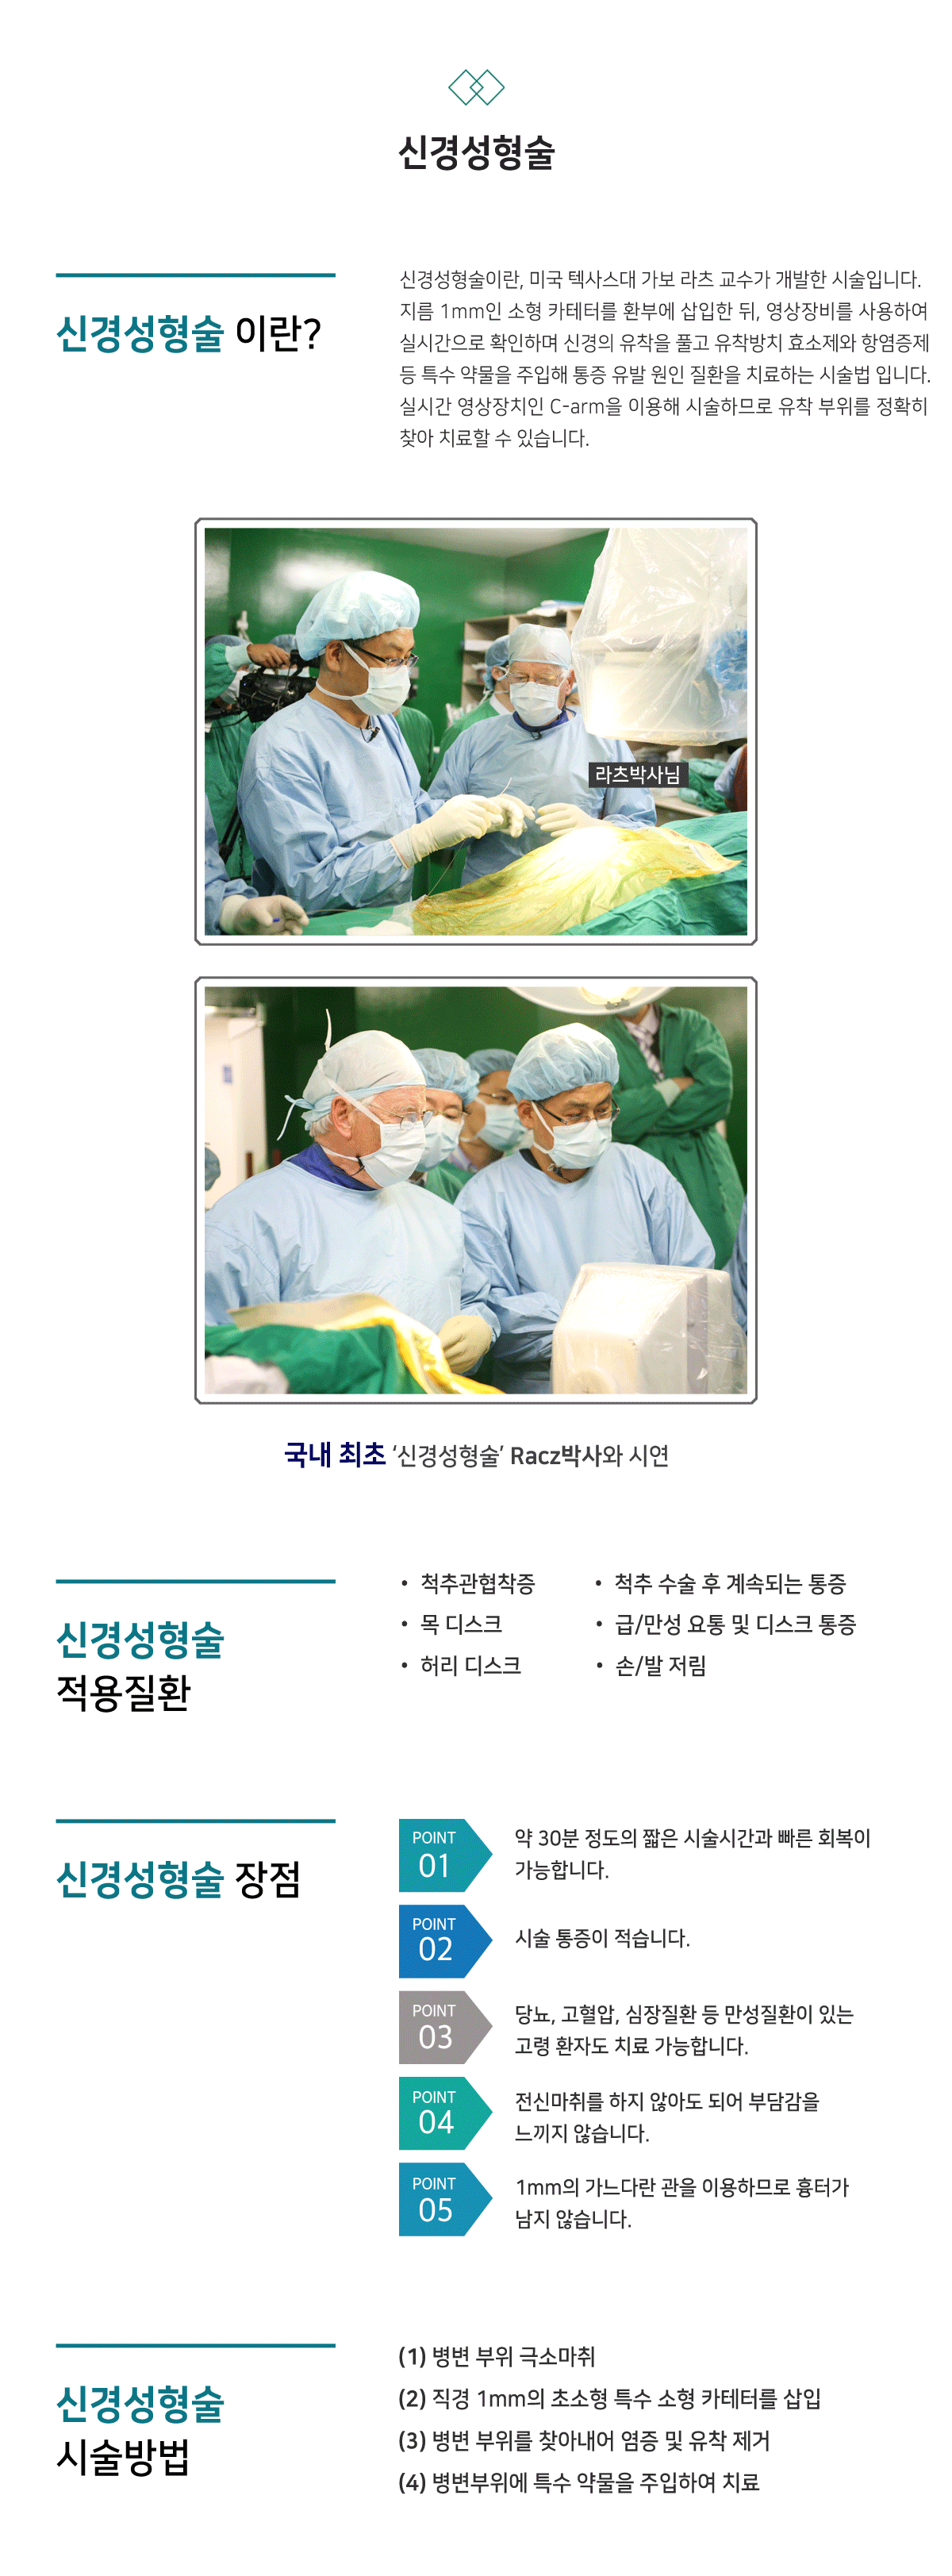 신경성형술
신경성형술 이란?
신경성형술이란, 미국 텍사스대 가보 라츠 교수가 개발한 시술입니다.
지름 1mm인 소형 카테터를 환부에 삽입한 뒤, 영상장비를 사용하여
실시간으로 확인하며 신경의 유착을 풀고 유착방치 효소제와 항염증제
등 특수 약물을 주입해 통증 유발 원인 질환을 치료하는 시술법 입니다.
실시간 영상장치인 C-arm을 이용해 시술하므로 유착 부위를 정확히
찾아 치료할 수 있습니다.
라츠박사님
국내 최초 ‘신경성형술’ Racz박사와 시연
신경성형술
적용질환
• 척추관협착증
• 목 디스크
• 허리 디스크
• 척추 수술 후 계속되는 통증
• 급/만성 요통 및 디스크 통증
• 손/발 저림
신경성형술 장점
POINT
01
약 30분 정도의 짧은 시술시간과 빠른 회복이
가능합니다.
POINT
02
시술 통증이 적습니다.
POINT
03
당뇨, 고혈압, 심장질환 등 만성질환이 있는
고령 환자도 치료 가능합니다.
POINT
04
전신마취를 하지 않아도 되어 부담감을
느끼지 않습니다.
POINT
05
1mm의 가느다란 관을 이용하므로 흉터가
남지 않습니다.
신경성형술
시술방법
(1) 병변 부위 극소마취
(2) 직경 1mm의 초소형 특수 소형 카테터를 삽입
(3) 병변 부위를 찾아내어 염증 및 유착 제거
(4) 병변부위에 특수 약물을 주입하여 치료